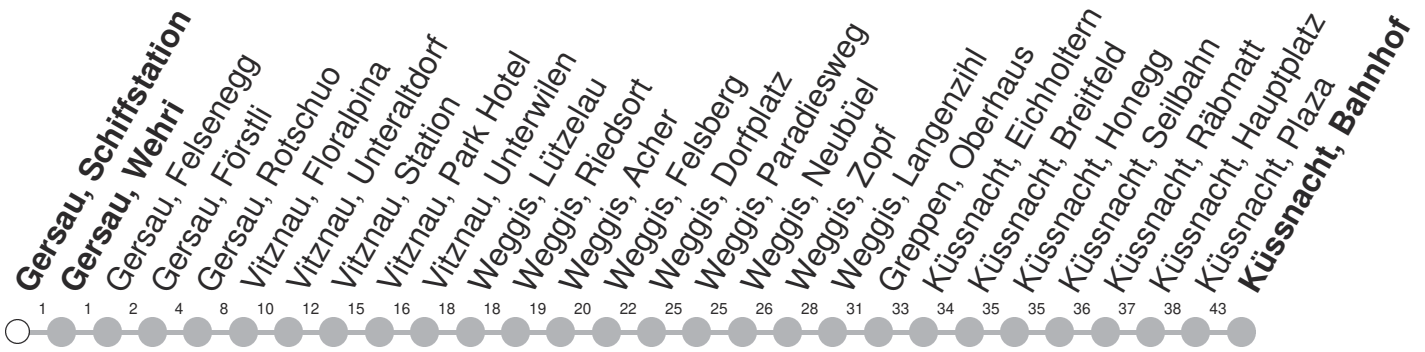 Gersau, Schiffstation
Gersau, Wehri
Gersau, Felsenegg
Gersau, Förstli
Gersau, Rotschuo
Vitznau, Floralpina
Vitznau, Unteraltdorf
Vitznau, Station
Vitznau, Park Hotel
Vitznau, Unterwilen
Weggis, Lützelau
Weggis, Riedsort
Weggis, Acher
Weggis, Felsberg
Weggis, Dorfplatz
Weggis, Paradiesweg
Weggis, Neubüel
Weggis, Zopf
Weggis, Langenzihl
Greppen, Oberhaus
Küssnacht, Eichholtern
Küssnacht, Breitfeld
Küssnacht, Honegg
Küssnacht, Seilbahn
Küssnacht, Räbmatt
Küssnacht, Hauptplatz
Küssnacht, Plaza
Küssnacht, Bahnhof
1 1 2 4 8 10 12 15 16 18 18 19 20 22 25 25 26 28 31 33 34 35 35 36 37 38 43